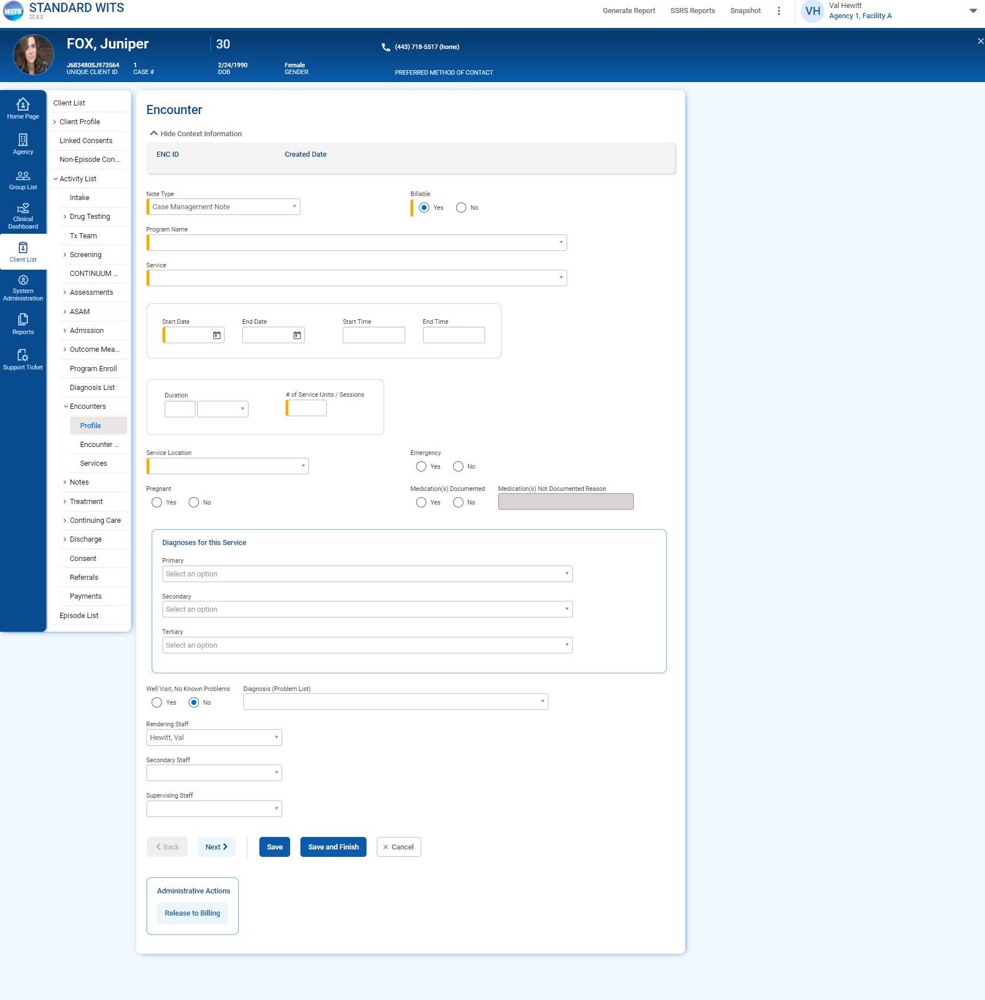 WITS
STANDARD WITS
20.8.0
Generate Report
SSRS Reports
Snapshot
VH
Val Hewitt
Agency 1, Facility A
FOX, Juniper
30
(443) 718-5517 (home)
J683480SJ973564
1
2/24/1990
Female
UNIQUE CLIENT ID
CASE #
DOB
GENDER
PREFERRED METHOD OF CONTACT
Home Page
Agency
Group List
Clinical
Dashboard
Client List
System
Administration
Reports
Support Ticket
Client List
Client Profile
Linked Consents
Non-Episode Con...
Activity List
Intake
Drug Testing
Tx Team
Screening
CONTINUUM ...
Assessments
ASAM
Admission
Outcome Mea...
Program Enroll
Diagnosis List
Encounters
Profile
Encounter ...
Services
Notes
Treatment
Continuing Care
Discharge
Consent
Referrals
Payments
Episode List
Encounter
Hide Context Information
ENC ID
Created Date
Note Type
Billable
Case Management Note
Yes
No
Program Name
Service
Start Date
End Date
Start Time
End Time
Duration
# of Service Units / Sessions
Service Location
Emergency
Yes
No
Pregnant
Medication(s) Documented
Medication(s) Not Documented Reason
Yes
No
Yes
No
Diagnoses for this Service
Primary
Select an option
Secondary
Select an option
Tertiary
Select an option
Well Visit, No Known Problems
Diagnosis (Problem List)
Yes
No
Rendering Staff
Hewitt, Val
Secondary Staff
Supervising Staff
Back
Next
Save
Save and Finish
Cancel
Administrative Actions
Release to Billing